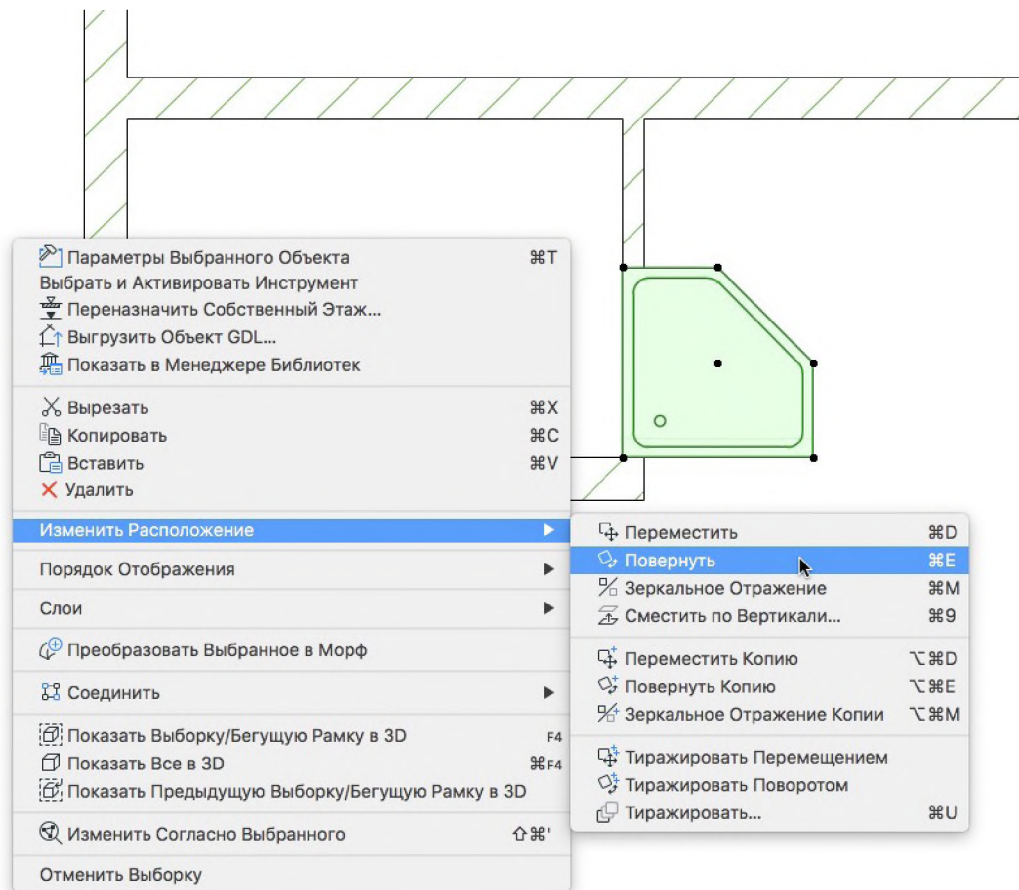 Параметры Выбранного Объекта ⌘T
Выбрать и Активировать Инструмент
Переназначить Собственный Этаж...
Выгрузить Объект GDL...
Показать в Менеджере Библиотек
Вырезать ⌘X
Копировать ⌘C
Вставить ⌘V
Удалить
Изменить Расположение
Порядок Отображения
Слои
Преобразовать Выбранное в Морф
Соединить
Показать Выборку/Бегущую Рамку в 3D F4
Показать Все в 3D ⌘F4
Показать Предыдущую Выборку/Бегущую Рамку в 3D
Изменить Согласно Выбранного ⇧⌘'
Отменить Выборку
Переместить ⌘D
Повернуть ⌘E
Зеркальное Отражение ⌘M
Сместить по Вертикали... ⌘9
Переместить Копию ⌥⌘D
Повернуть Копию ⌥⌘E
Зеркальное Отражение Копии ⌥⌘M
Тиражировать Перемещением
Тиражировать Поворотом
Тиражировать... ⌘U